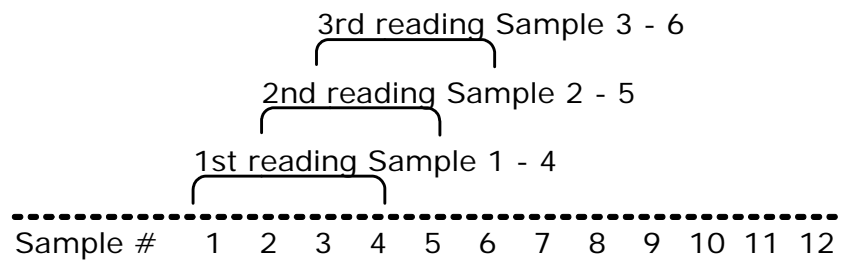 3rd reading Sample 3 - 6
2nd reading Sample 2 - 5
1st reading Sample 1 - 4
Sample # 1 2 3 4 5 6 7 8 9 10 11 12